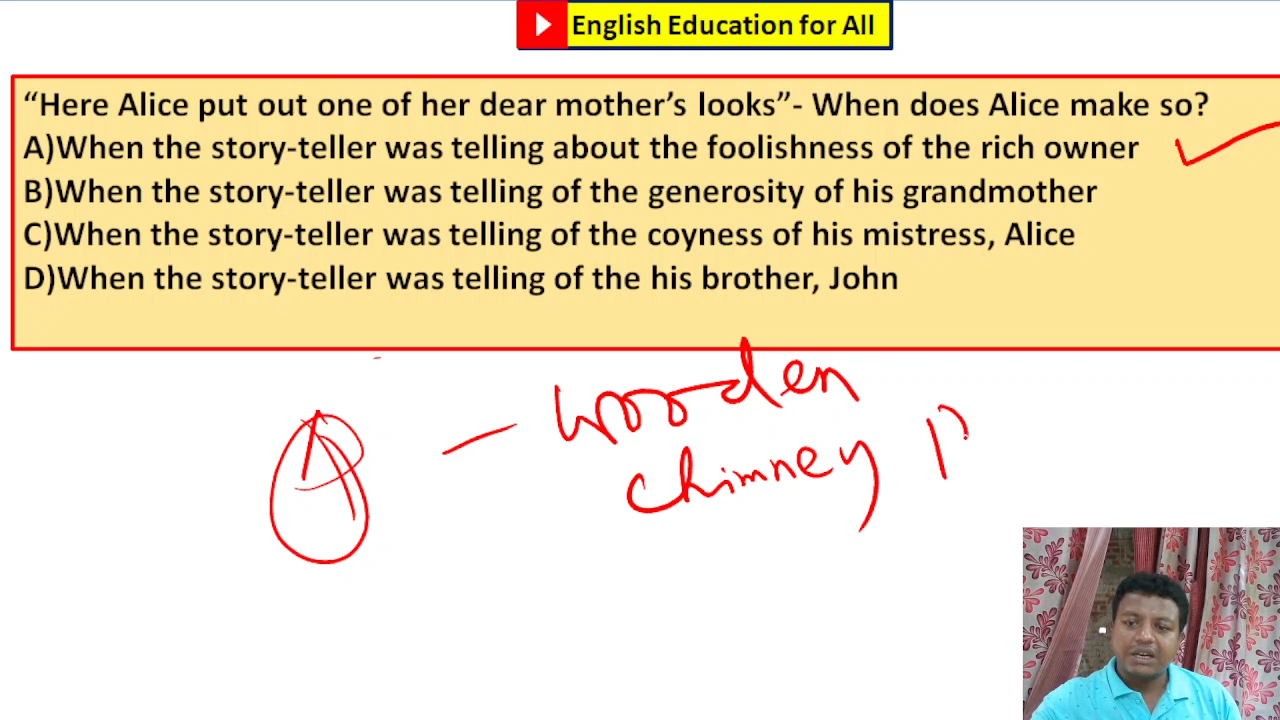 English Education for All
“Here Alice put out one of her dear mother’s looks”- When does Alice make so?
A)When the story-teller was telling about the foolishness of the rich owner
B)When the story-teller was telling of the generosity of his grandmother
C)When the story-teller was telling of the coyness of his mistress, Alice
D)When the story-teller was telling of the his brother, John
A - wooden
chimney